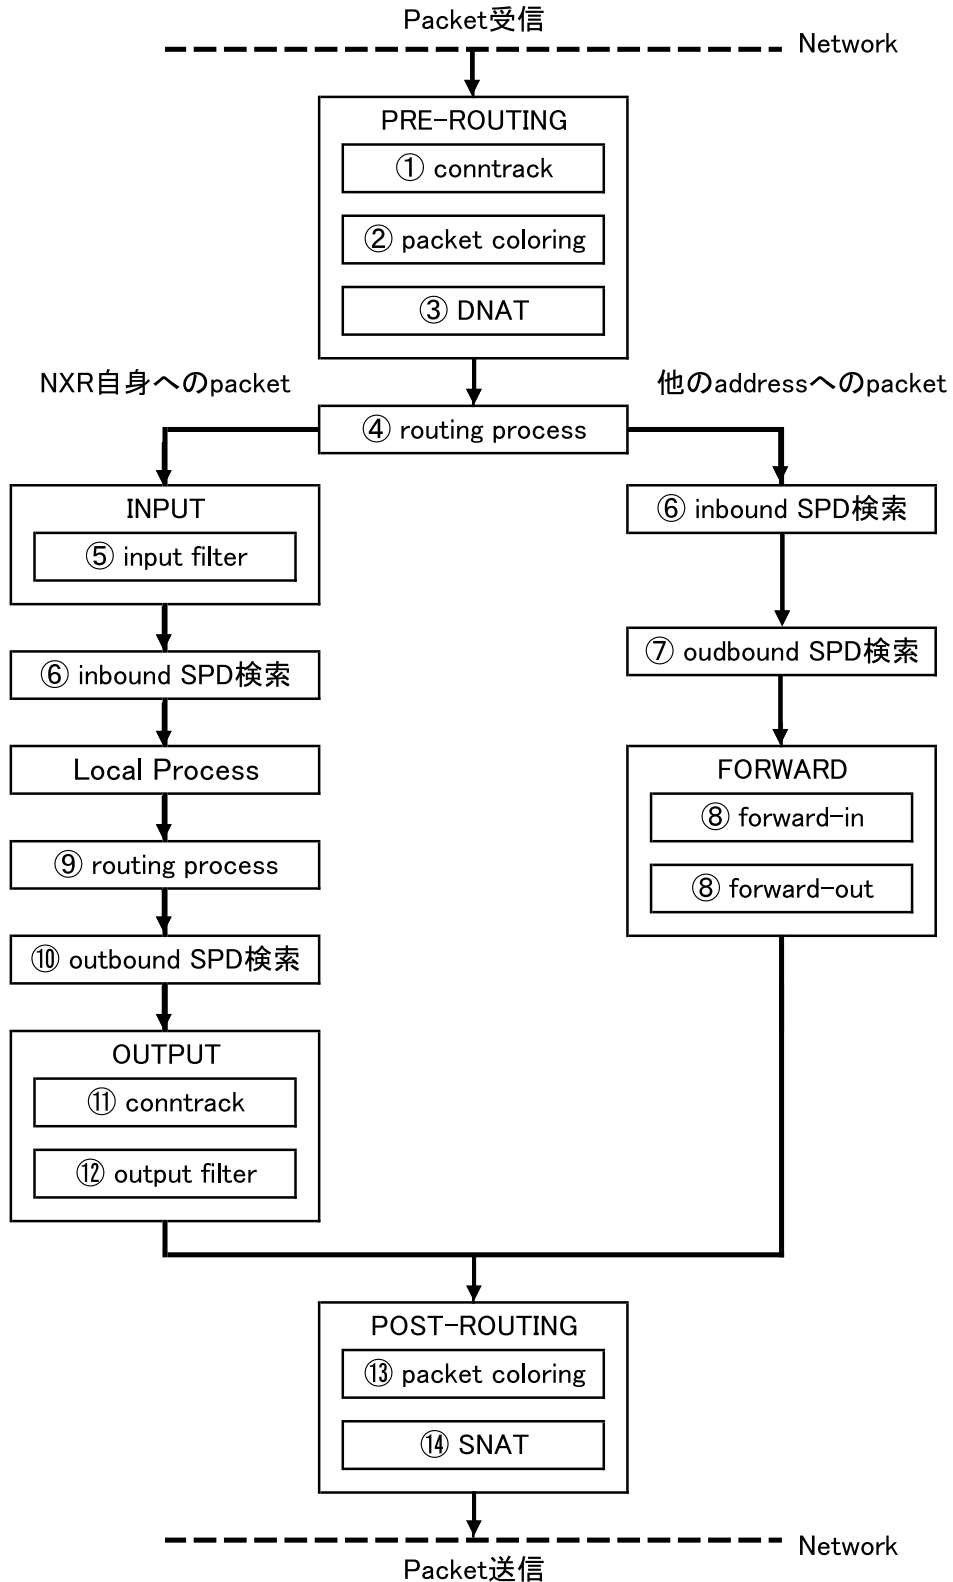 Packet受信
Network
PRE-ROUTING
① conntrack
② packet coloring
③ DNAT
NXR自身へのpacket
他のaddressへのpacket
④ routing process
INPUT
⑤ input filter
⑥ inbound SPD検索
Local Process
⑨ routing process
⑩ outbound SPD検索
OUTPUT
⑪ conntrack
⑫ output filter
⑥ inbound SPD検索
⑦ oudbound SPD検索
FORWARD
⑧ forward-in
⑧ forward-out
POST-ROUTING
⑬ packet coloring
⑭ SNAT
Network
Packet送信